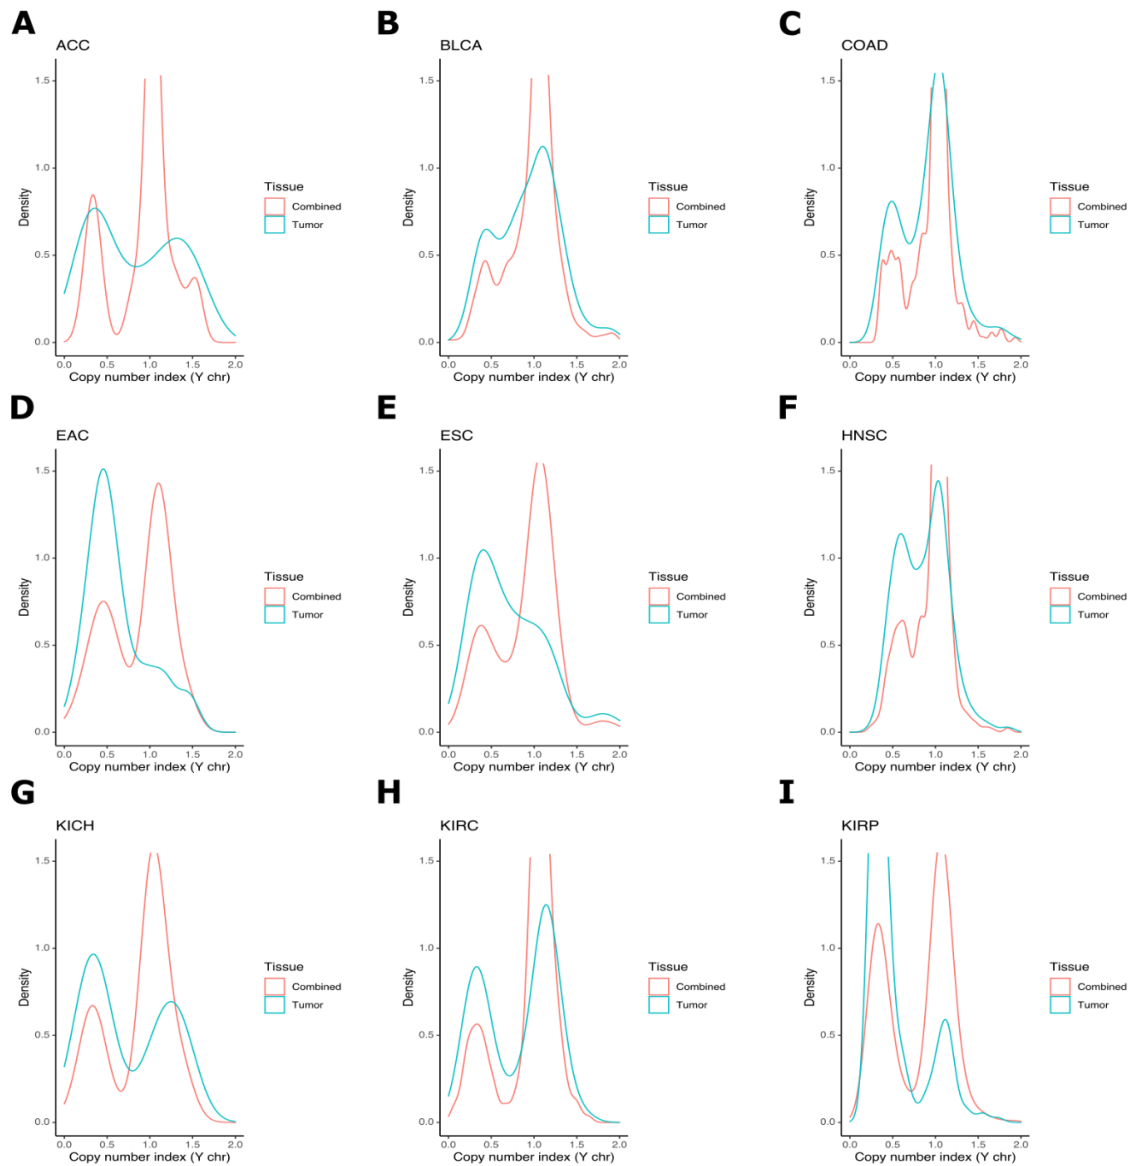 A
ACC
1.5
1.0
0.5
0.0
Density
0.0 0.5 1.0 1.5 2.0
Copy number index (Y chr)
Tissue
Combined
Tumor
B
BLCA
1.5
1.0
0.5
0.0
Density
0.0 0.5 1.0 1.5 2.0
Copy number index (Y chr)
Tissue
Combined
Tumor
C
COAD
1.5
1.0
0.5
0.0
Density
0.0 0.5 1.0 1.5 2.0
Copy number index (Y chr)
Tissue
Combined
Tumor
D
EAC
1.5
1.0
0.5
0.0
Density
0.0 0.5 1.0 1.5 2.0
Copy number index (Y chr)
Tissue
Combined
Tumor
E
ESC
1.5
1.0
0.5
0.0
Density
0.0 0.5 1.0 1.5 2.0
Copy number index (Y chr)
Tissue
Combined
Tumor
F
HNSC
1.5
1.0
0.5
0.0
Density
0.0 0.5 1.0 1.5 2.0
Copy number index (Y chr)
Tissue
Combined
Tumor
G
KICH
1.5
1.0
0.5
0.0
Density
0.0 0.5 1.0 1.5 2.0
Copy number index (Y chr)
Tissue
Combined
Tumor
H
KIRC
1.5
1.0
0.5
0.0
Density
0.0 0.5 1.0 1.5 2.0
Copy number index (Y chr)
Tissue
Combined
Tumor
I
KIRP
1.5
1.0
0.5
0.0
Density
0.0 0.5 1.0 1.5 2.0
Copy number index (Y chr)
Tissue
Combined
Tumor